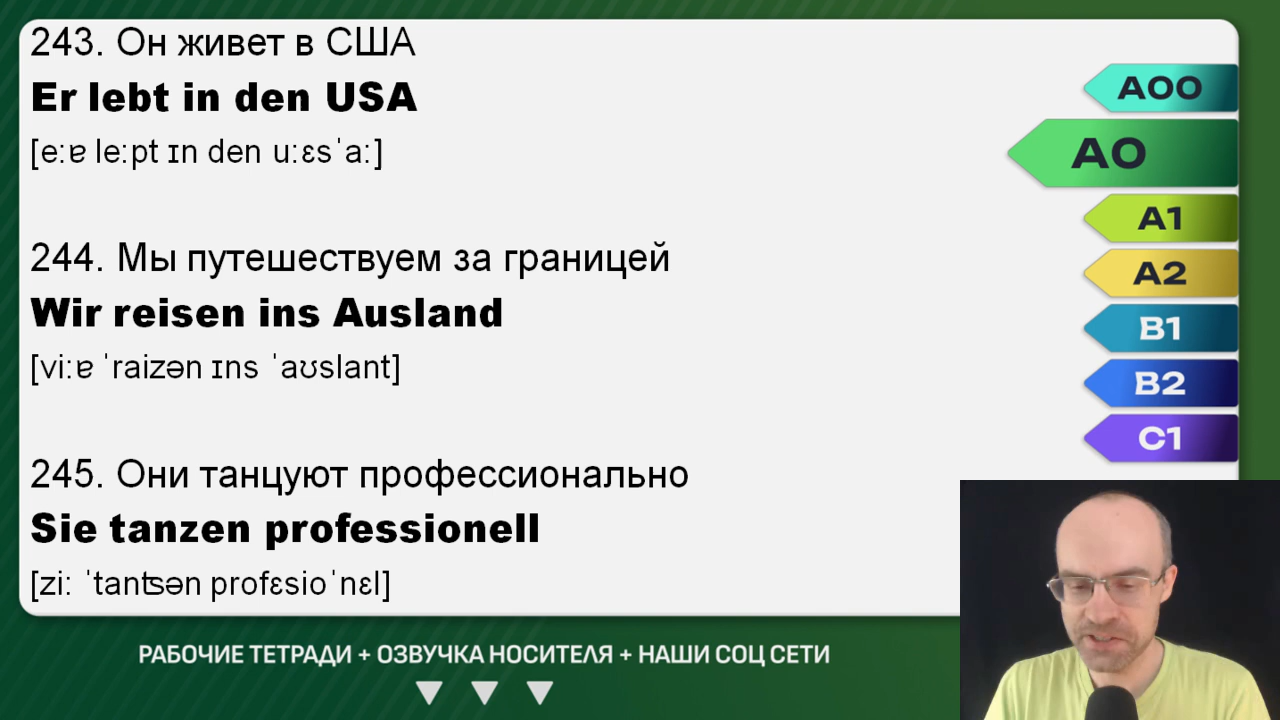 243. Он живет в США
Er lebt in den USA
[eːɐ leːpt ɪn den uːɛsˈaː]
244. Мы путешествуем за границей
Wir reisen ins Ausland
[viːɐ ˈraizən ɪns ˈaʊslant]
245. Они танцуют профессионально
Sie tanzen professionell
[ziː ˈtanʦən profɛsioˈnɛl]
A00
A0
A1
A2
B1
B2
C1
РАБОЧИЕ ТЕТРАДИ + ОЗВУЧКА НОСИТЕЛЯ + НАШИ СОЦ СЕТИ